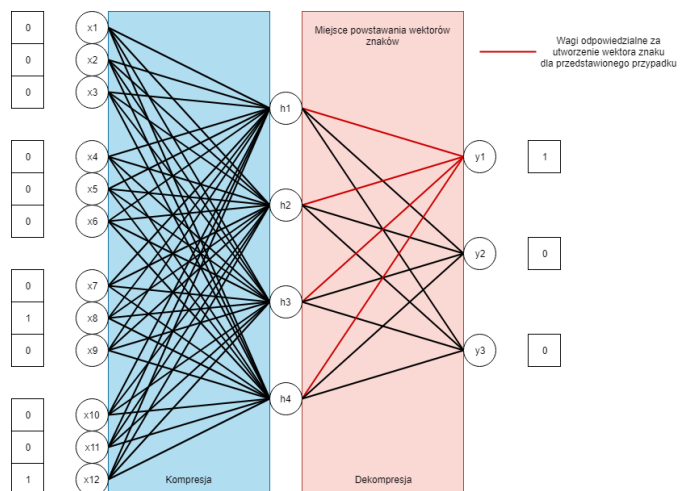 0
x1
0
x2
0
x3
0
x4
0
x5
0
x6
0
x7
1
x8
0
x9
0
x10
0
x11
1
x12
Kompresja
h1
h2
h3
h4
Miejsce powstawania wektorów
znaków
Dekompresja
y1
1
y2
0
y3
0
Wagi odpowiedzialne za
utworzenie wektora znaku
dla przedstawionego przypadku